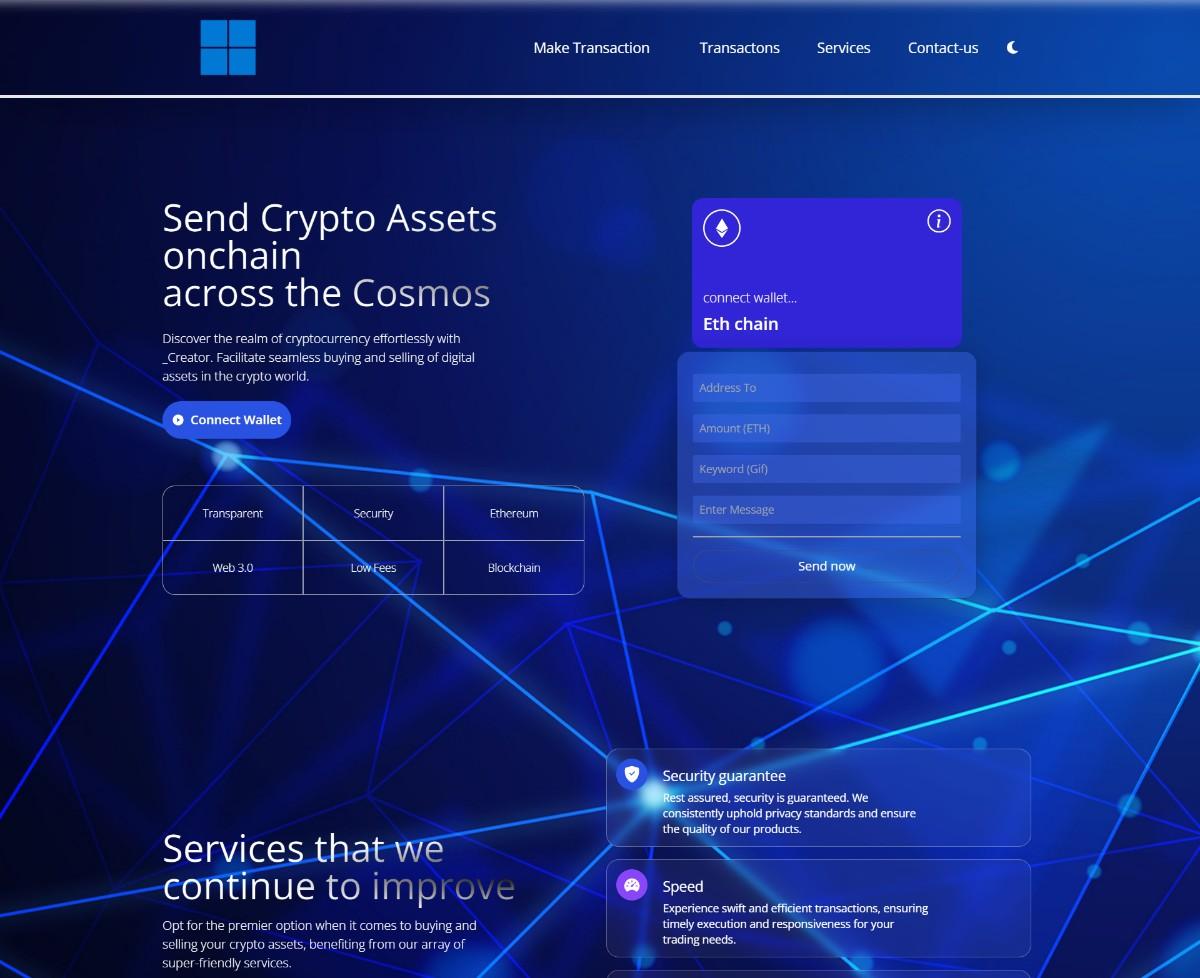 Make Transaction
Transactons
Services
Contact-us
Send Crypto Assets
onchain
across the Cosmos
Discover the realm of cryptocurrency effortlessly with
_Creator. Facilitate seamless buying and selling of digital
assets in the crypto world.
Connect Wallet
Transparent
Security
Ethereum
Web 3.0
Low Fees
Blockchain
connect wallet...
Eth chain
Address To
Amount (ETH)
Keyword (Gif)
Enter Message
Send now
Services that we
continue to improve
Opt for the premier option when it comes to buying and
selling your crypto assets, benefiting from our array of
super-friendly services.
Security guarantee
Rest assured, security is guaranteed. We
consistently uphold privacy standards and ensure
the quality of our products.
Speed
Experience swift and efficient transactions, ensuring
timely execution and responsiveness for your
trading needs.